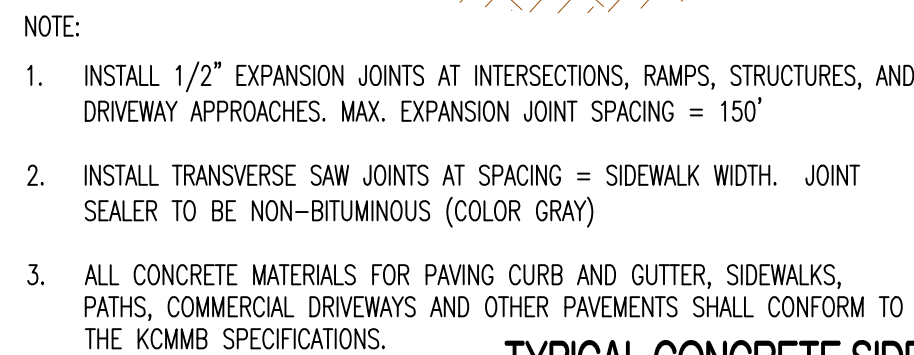 NOTE:
1. INSTALL 1/2" EXPANSION JOINTS AT INTERSECTIONS, RAMPS, STRUCTURES, AND
DRIVEWAY APPROACHES. MAX. EXPANSION JOINT SPACING = 150'
2. INSTALL TRANSVERSE SAW JOINTS AT SPACING = SIDEWALK WIDTH. JOINT
SEALER TO BE NON-BITUMINOUS (COLOR GRAY)
3. ALL CONCRETE MATERIALS FOR PAVING CURB AND GUTTER, SIDEWALKS,
PATHS, COMMERCIAL DRIVEWAYS AND OTHER PAVEMENTS SHALL CONFORM TO
THE KCMMB SPECIFICATIONS.
TYPICAL CONCRETE SIDE